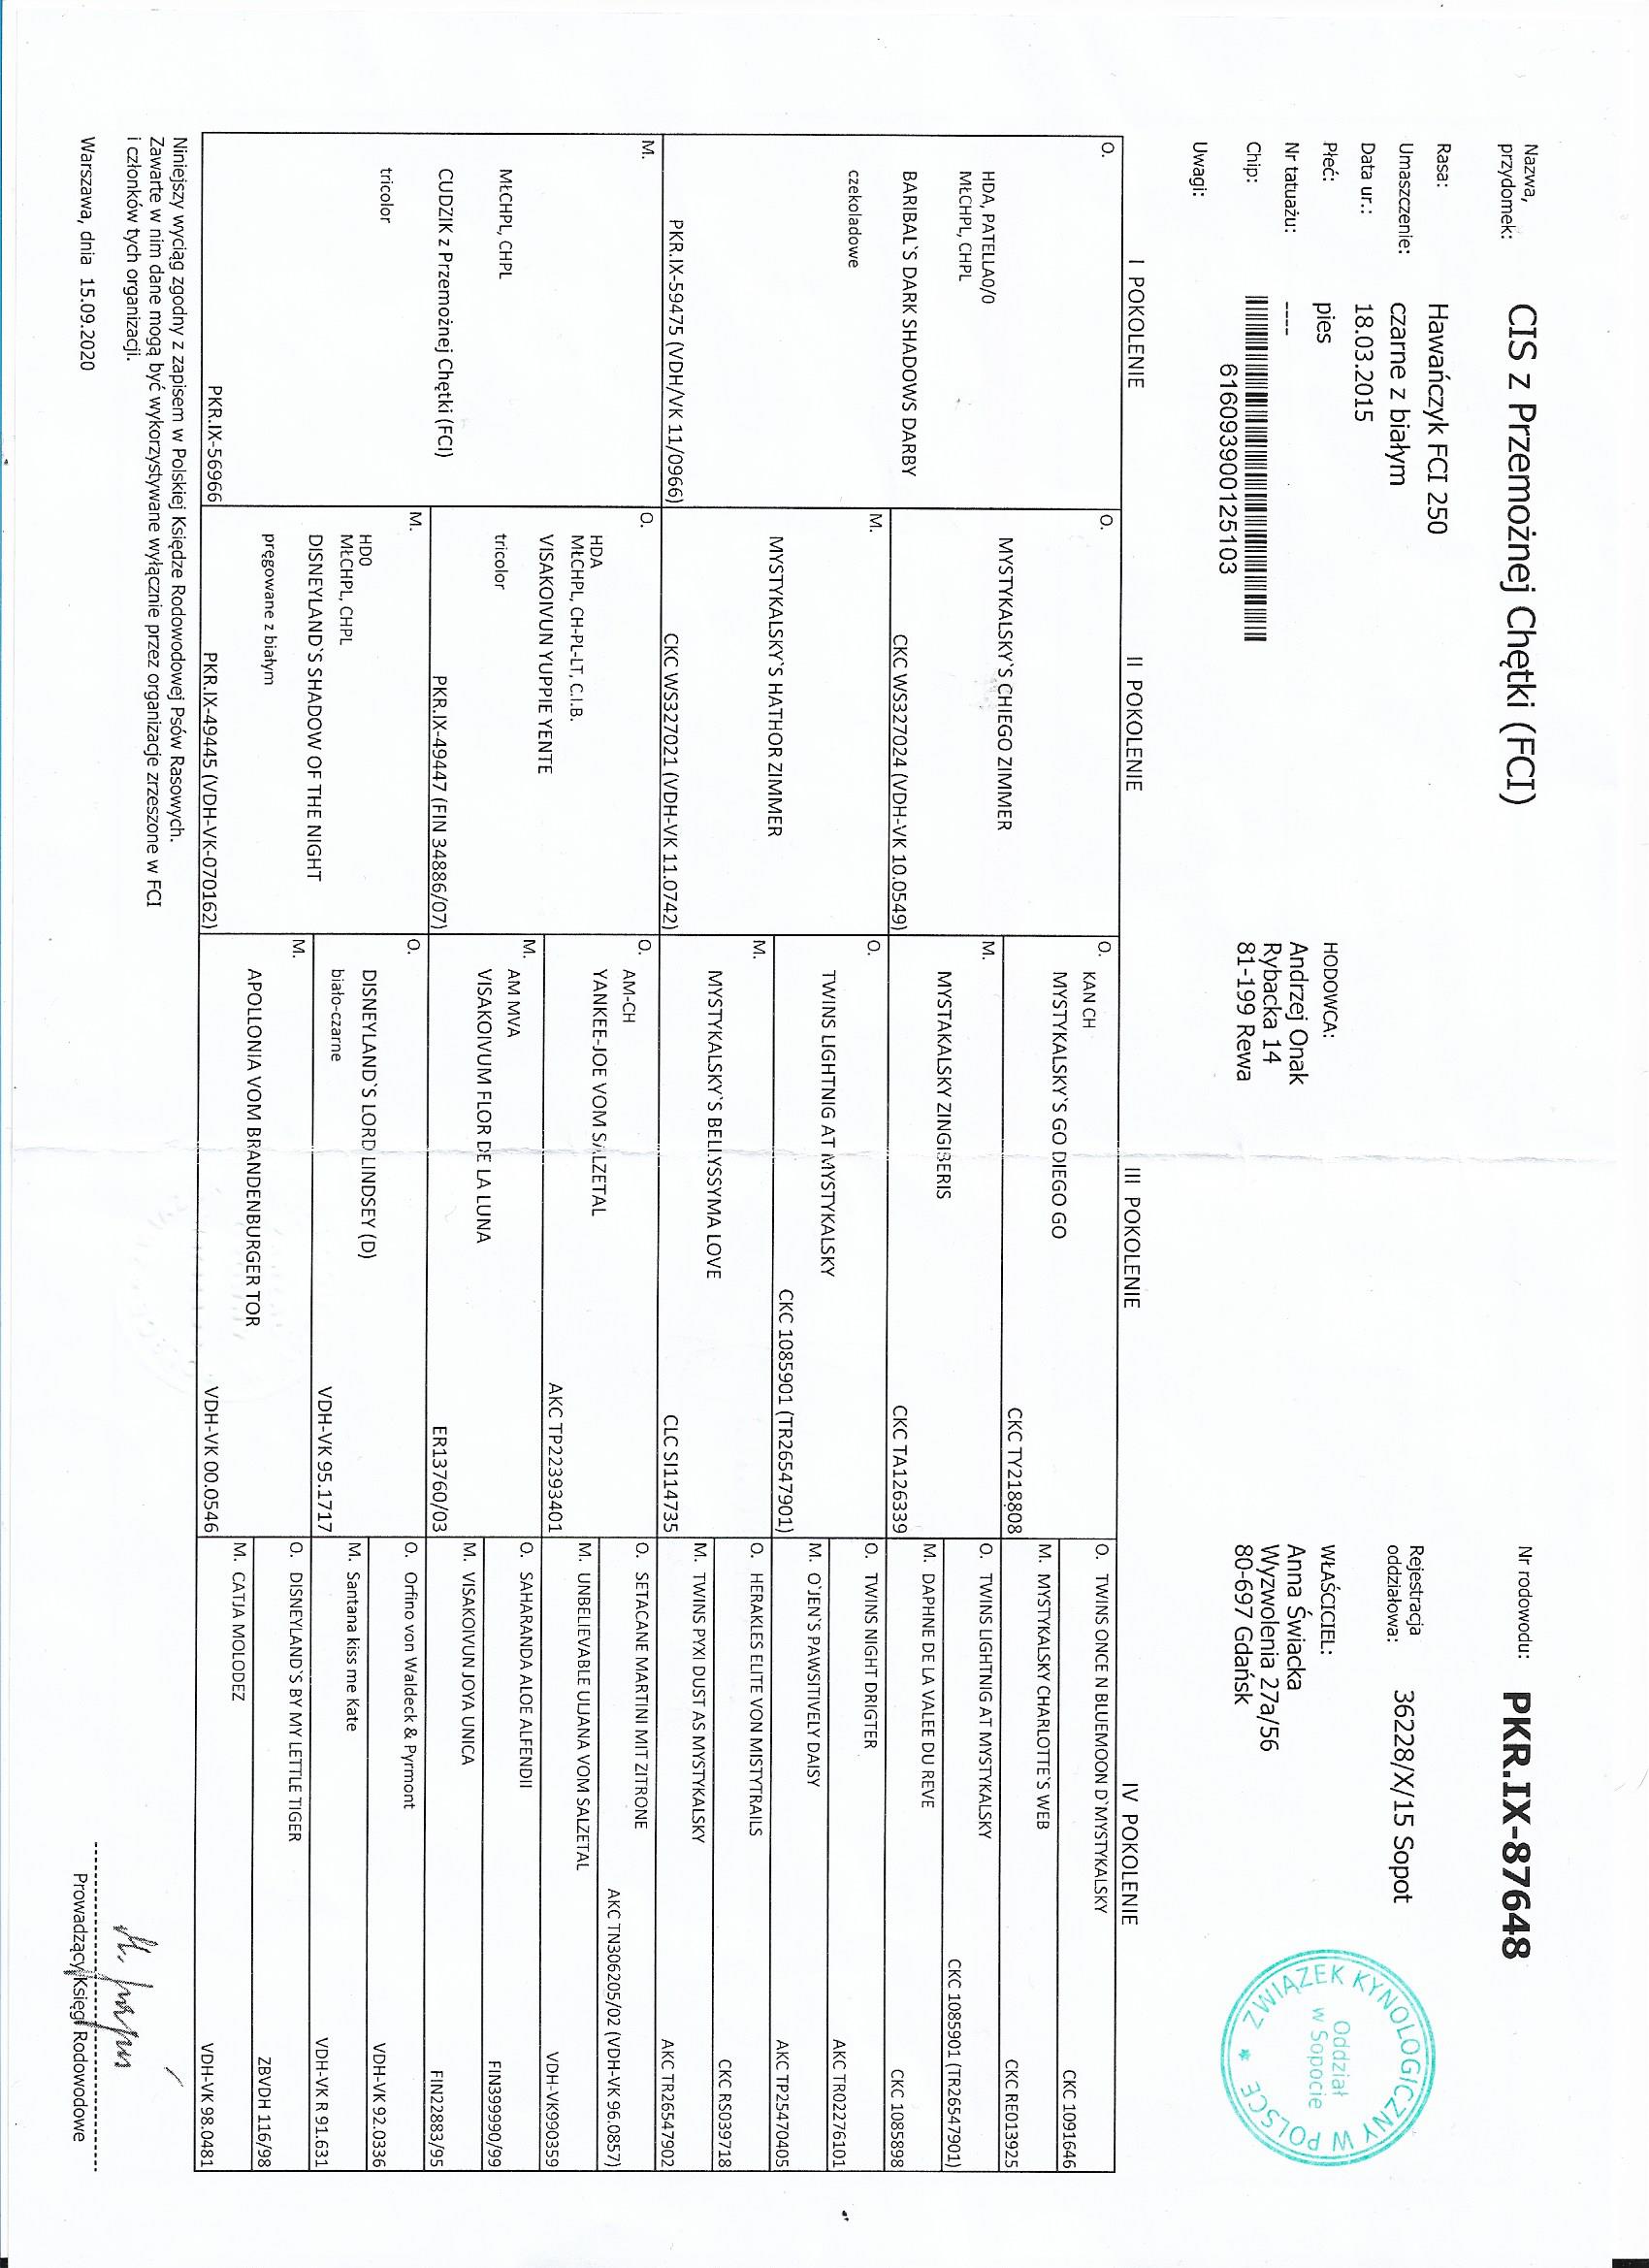 Nazwa,
przydomek:
CIS z Przemożnej Chętki (FCI)
Nr rodowodu:
PKR.IX-87648
Rasa:
Hawańczyk FCI 250
Umaszczenie:
czarne z białym
Data ur.:
18.03.2015
Płeć:
pies
Nr tatuażu:
----
Chip:
616093900125103
Uwagi:
HODOWCA:
Andrzej Onak
Rybacka 14
81-199 Rewa
Rejestracja
oddziałowa:
36228/X/15 Sopot
WŁAŚCICIEL:
Anna Świacka
Wyzwolenia 27a/56
80-697 Gdańsk
ZWIĄZEK KYNOLOGICZNY W POLSCE *
Oddział
w Sopocie
I POKOLENIE
II POKOLENIE
III POKOLENIE
IV POKOLENIE
O.
HDA, PATELLA0/0
MŁCHPL, CHPL
BARIBAL`S DARK SHADOWS DARBY
czekoladowe
PKR.IX-59475 (VDH/VK 11/0966)
M.
MŁCHPL, CHPL
CUDZIK z Przemożnej Chętki (FCI)
tricolor
PKR.IX-56966
O.
MYSTYKALSKY`S CHIEGO ZIMMER
CKC WS327024 (VDH-VK 10.0549)
M.
MYSTYKALSKY`S HATHOR ZIMMER
CKC WS327021 (VDH-VK 11.0742)
O.
HDA
MŁCHPL, CH-PL-LT, C.I.B.
VISAKOIVUN YUPPIE YENTE
tricolor
PKR.IX-49447 (FIN 34886/07)
M.
HD0
MŁCHPL, CHPL
DISNEYLAND`S SHADOW OF THE NIGHT
pręgowane z białym
PKR.IX-49445 (VDH-VK-070162)
O.
KAN CH
MYSTYKALSKY`S GO DIEGO GO
CKC TY218808
M.
MYSTAKALSKY ZINGIBERIS
CKC TA126339
O.
TWINS LIGHTNIG AT MYSTYKALSKY
CKC 1085901 (TR26547901)
M.
MYSTYKALSKY`S BELLYSSYMA LOVE
CLC SI114735
O.
AM-CH
YANKEE-JOE VOM SALZETAL
AKC TP22393401
M.
AM MVA
VISAKOIVUM FLOR DE LA LUNA
ER13760/03
O.
DISNEYLAND`S LORD LINDSEY (D)
biało-czarne
VDH-VK 95.1717
M.
APOLLONIA VOM BRANDENBURGER TOR
VDH-VK 00.0546
O. TWINS ONCE N BLUEMOON D`MYSTYKALSKY
CKC 1091646
M. MYSTYKALSKY CHARLOTTE`S WEB
CKC RE013925
O. TWINS LIGHTNIG AT MYSTYKALSKY
CKC 1085901 (TR26547901)
M. DAPHNE DE LA VALEE DU REVE
CKC 1085898
O. TWINS NIGHT DRIGTER
AKC TR02276101
M. O`JEN`S PAWSITIVELY DAISY
AKC TP25470405
O. HERAKLES ELITE VON MISTYTRAILS
CKC RS039718
M. TWINS PYXI DUST AS MYSTYKALSKY
AKC TR26547902
O. SETACANE MARTINI MIT ZITRONE
AKC TN306205/02 (VDH-VK 96.0857)
M. UNBELIEVABLE ULJANA VOM SALZETAL
VDH-VK990359
O. SAHARANDA ALOE ALFENDII
FIN399990/99
M. VISAKOIVUN JOYA UNICA
FIN22883/95
O. Orfino von Waldeck & Pyrmont
VDH-VK 92.0336
M. Santana kiss me Kate
VDH-VK R 91.631
O. DISNEYLAND`S BY MY LETTLE TIGER
ZBVDH 116/98
M. CATJA MOLODEZ
VDH-VK 98.0481
Niniejszy wyciąg zgodny z zapisem w Polskiej Księdze Rodowodowej Psów Rasowych.
Zawarte w nim dane mogą być wykorzystywane wyłącznie przez organizacje zrzeszone w FCI
i członków tych organizacji.
Warszawa, dnia 15.09.2020
Prowadzący Księgi Rodowodowe